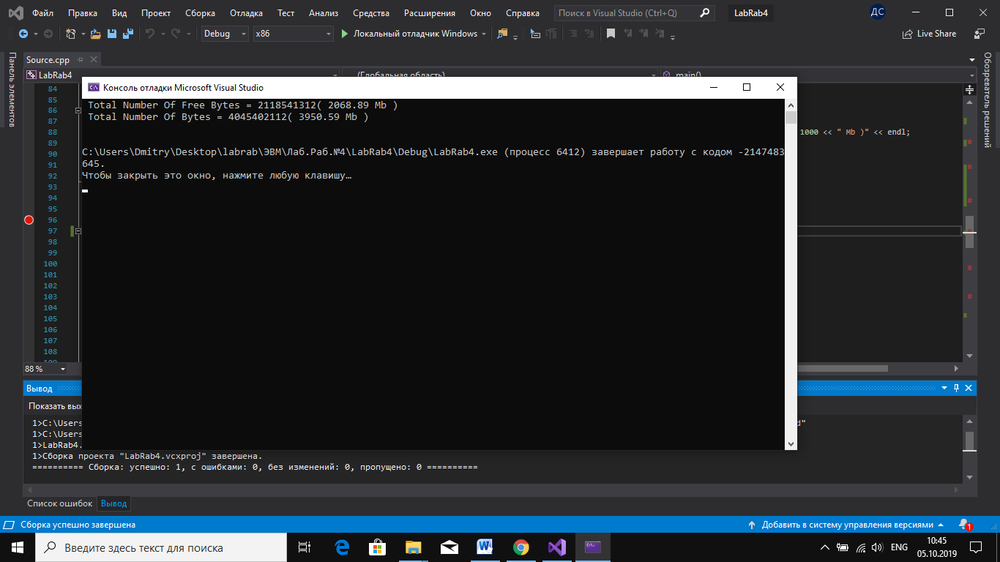 Файл Правка Вид Проект Сборка Отладка Тест Анализ Средства Расширения Окно Справка Поиск в Visual Studio (Ctrl+Q) LabRab4 ДС
Debug x86 Локальный отладчик Windows Live Share
Панель элементов
Обозреватель решений
Source.cpp
LabRab4 (Глобальная область) main()
Консоль отладки Microsoft Visual Studio
Total Number Of Free Bytes = 2118541312( 2068.89 Mb )
Total Number Of Bytes = 4045402112( 3950.59 Mb )
C:\Users\Dmitry\Desktop\labrab\ЭВМ\Лаб.Раб.№4\LabRab4\Debug\LabRab4.exe (процесс 6412) завершает работу с кодом -2147483
645.
Чтобы закрыть это окно, нажмите любую клавишу…
84
85
86
87
88 1000 << " Mb )" << endl;
89
90
91
92
93
94
95
96
97
98
99
100
101
102
103
104
105
106
107
108
109
88 %
Вывод
Показать вых
1>C:\Users d"
1>C:\Users
1>LabRab4.
1>Сборка проекта "LabRab4.vcxproj" завершена.
========== Сборка: успешно: 1, с ошибками: 0, без изменений: 0, пропущено: 0 ==========
Список ошибок Вывод
Сборка успешно завершена Добавить в систему управления версиями 1
Введите здесь текст для поиска ENG 10:45
05.10.2019